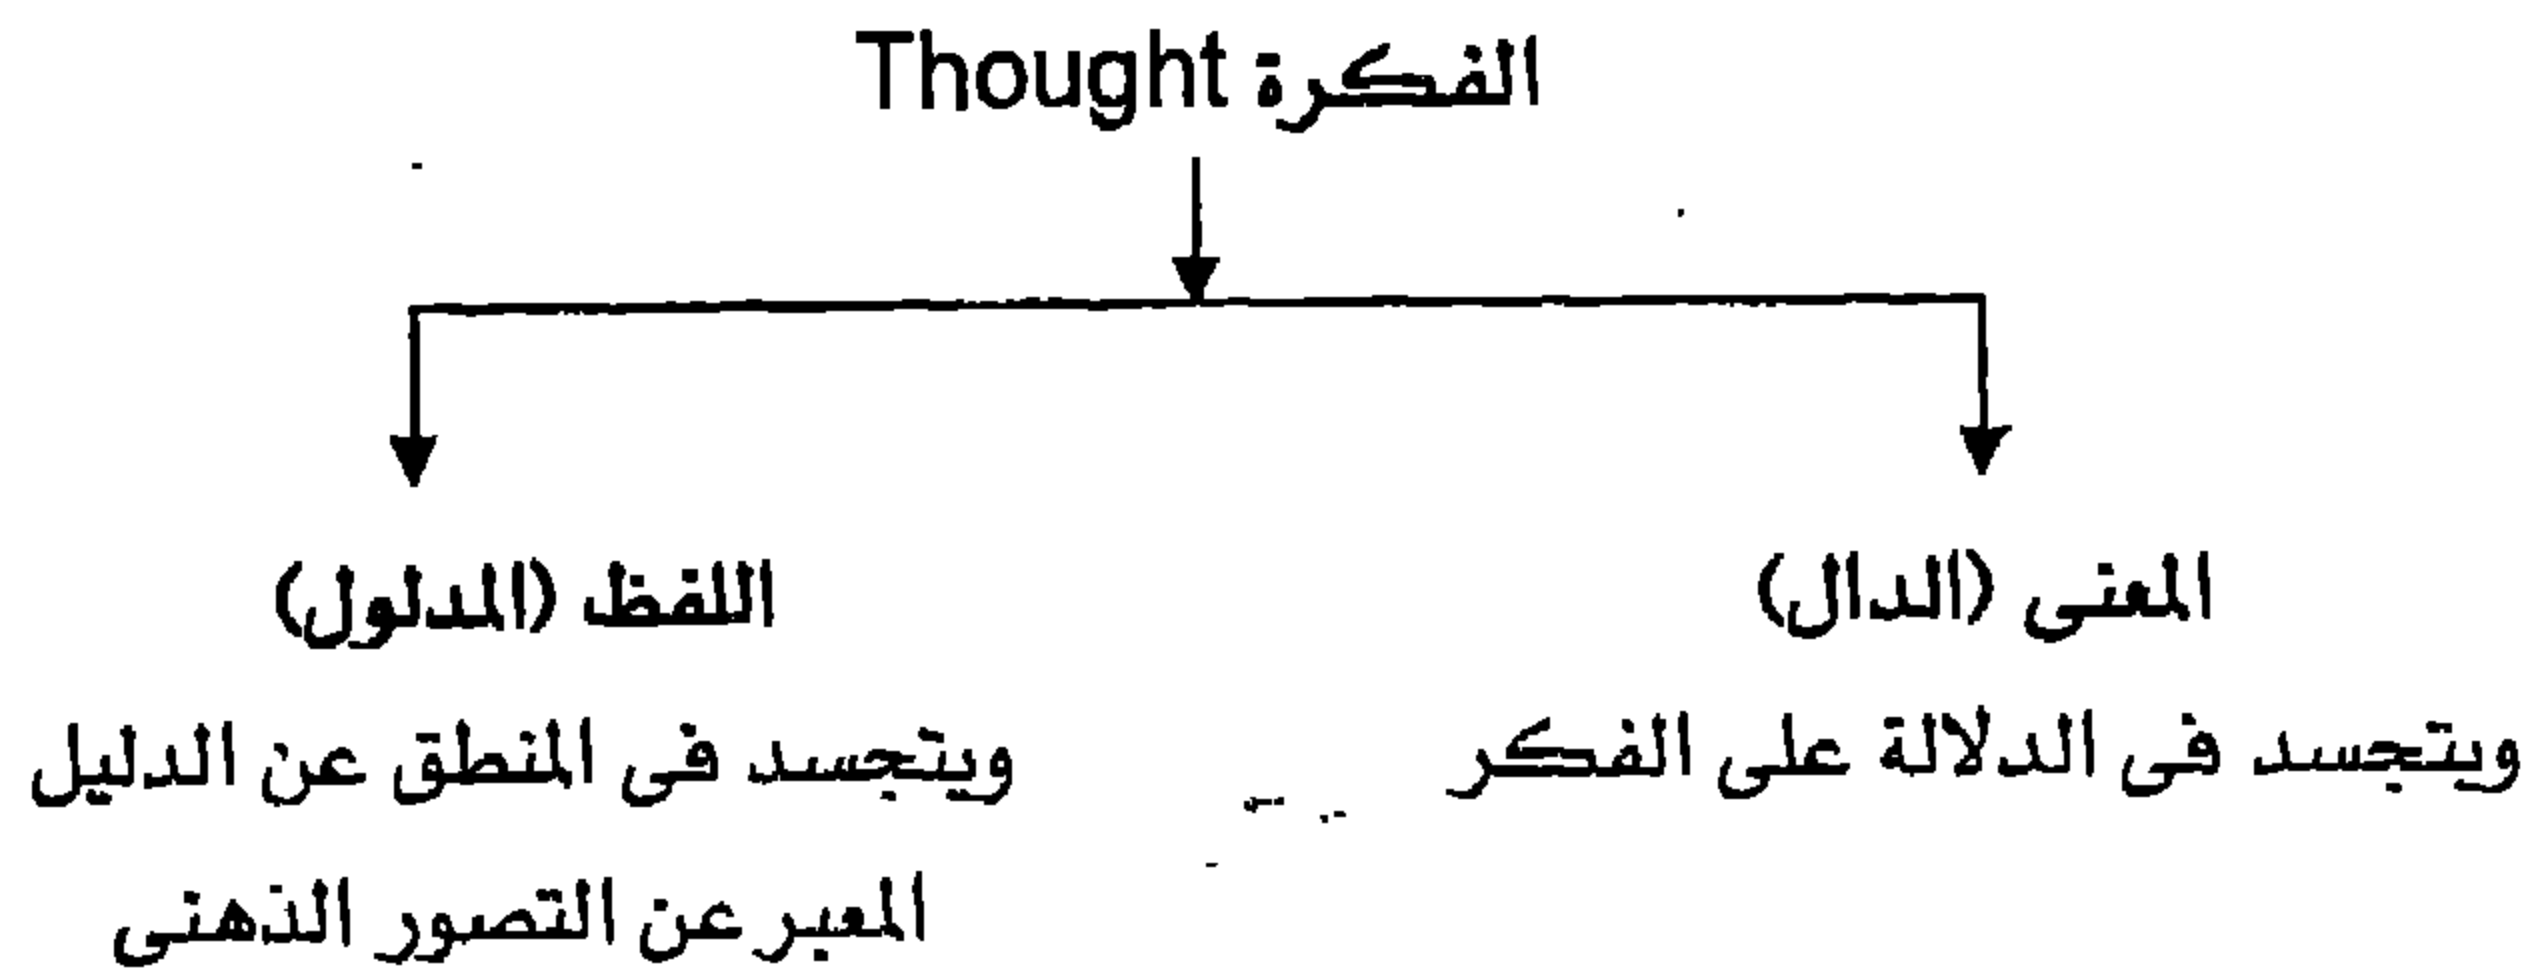 الفكرة Thought
المعنى (الدال)
ويتجسد فى الدلالة على الفكر
اللفظ (المدلول)
ويتجسد فى المنطق عن الدليل
المعبر عن التصور الذهنى